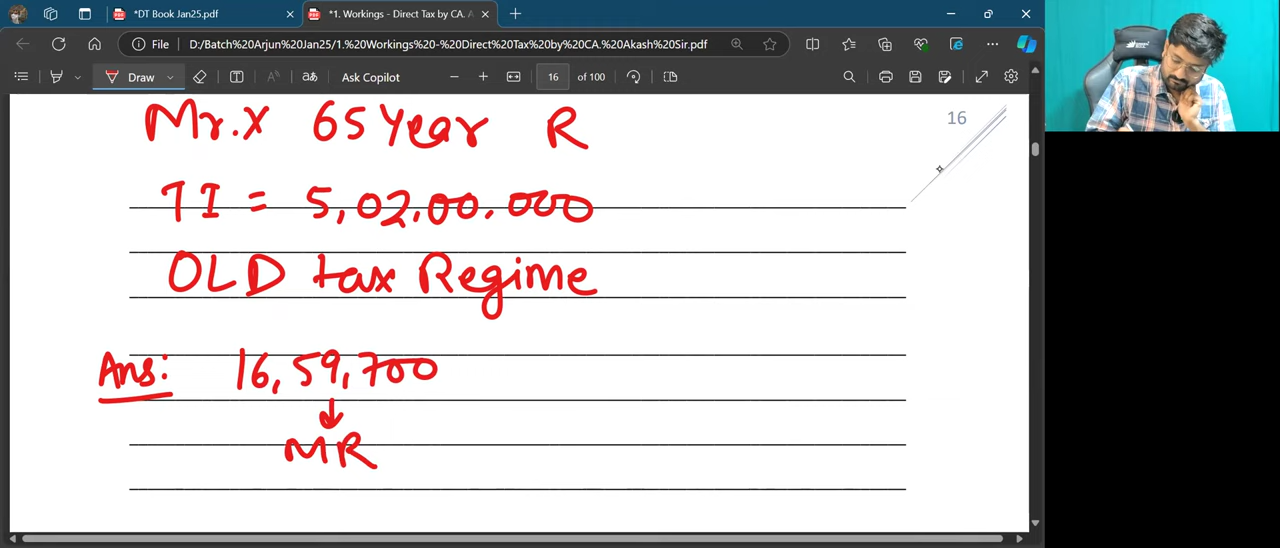 *DT Book Jan25.pdf
*1. Workings - Direct Tax by CA. A
File
D:/Batch%20Arjun%20Jan25/1.%20Workings%20-%20Direct%20Tax%20by%20CA.%20Akash%20Sir.pdf
Draw
Ask Copilot
16 of 100
16
Mr.X 65 Year R
TI = 5,02,00,000
OLD tax Regime
Ans: 16,59,700
MR